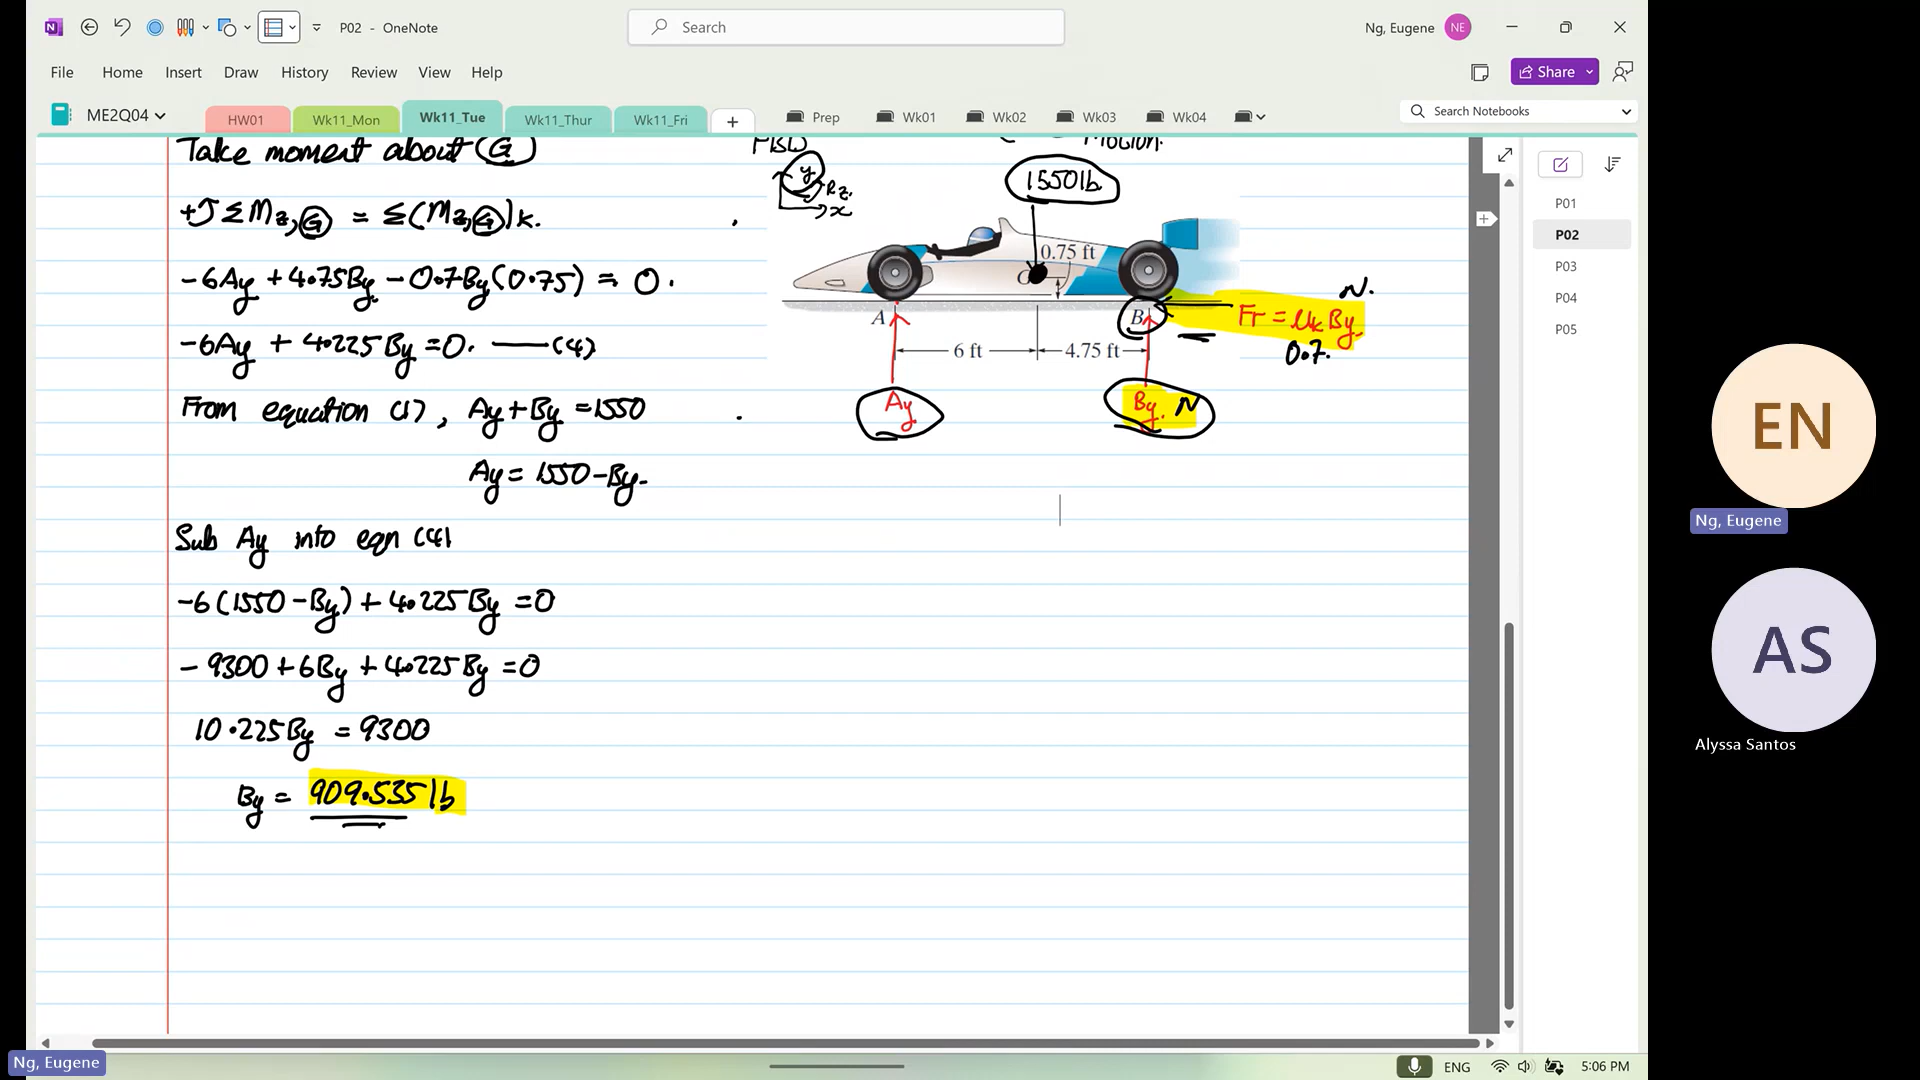 P02 - OneNote
Search
Ng, Eugene
NE
File Home Insert Draw History Review View Help
Share
ME2Q04
HW01
Wk11_Mon
Wk11_Tue
Wk11_Thur
Wk11_Fri
+
Prep
Wk01
Wk02
Wk03
Wk04
Search Notebooks
P01
P02
P03
P04
P05
Take moment about G
+↺ ΣMz,G = Σ(Mz,G)k.
-6Ay + 4.75By - 0.7By(0.75) = 0.
-6Ay + 4.225By = 0. —(4)
From equation (1), Ay + By = 1550
Ay = 1550 - By.
Sub Ay into eqn (4)
-6(1550 - By) + 4.225By = 0
-9300 + 6By + 4.225By = 0
10.225By = 9300
By = 909.535 lb
FBD
Motion.
y
Rz.
x
1550lb
0.75 ft
G
A
B
6 ft
4.75 ft
Fr = μk By.
N.
0.7.
Ay
By. N
EN
Ng, Eugene
AS
Alyssa Santos
Ng, Eugene
ENG
5:06 PM